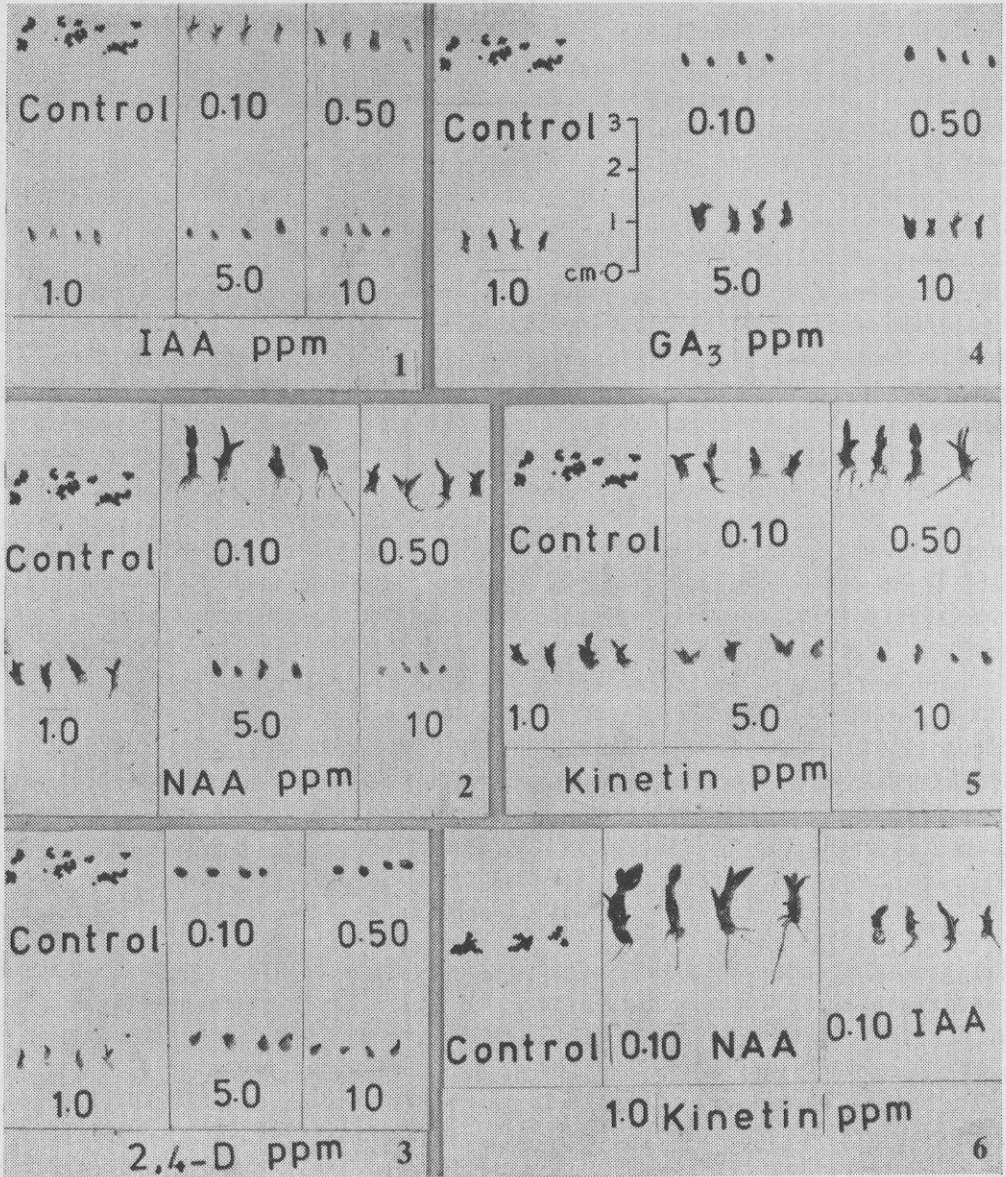 Control 0.10 0.50
1.0 5.0 10
IAA ppm 1
Control 0.10 0.50
3
2
1
cm 0
1.0 5.0 10
GA3 ppm 4
Control 0.10 0.50
1.0 5.0 10
NAA ppm 2
Control 0.10 0.50
1.0 5.0 10
Kinetin ppm 5
Control 0.10 0.50
1.0 5.0 10
2,4-D ppm 3
Control 0.10 NAA 0.10 IAA
1.0 Kinetin ppm
6